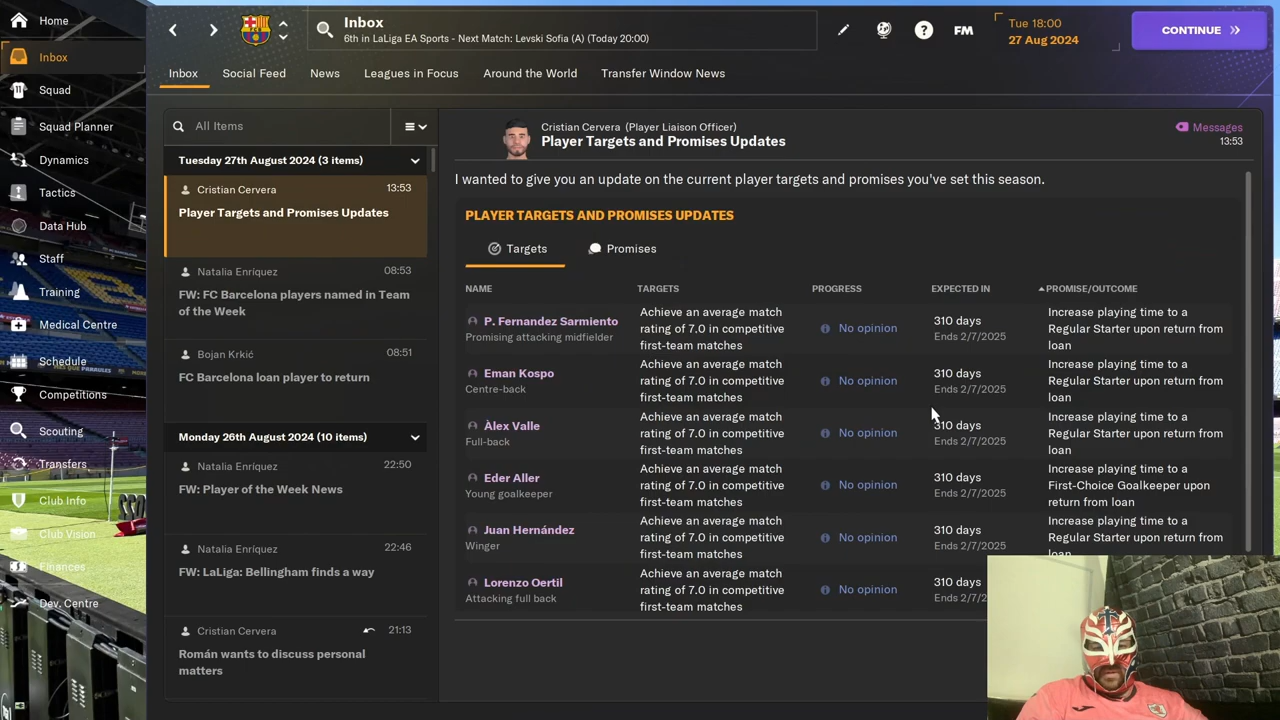 Home
Inbox
Squad
Squad Planner
Dynamics
Tactics
Data Hub
Staff
Training
Medical Centre
Schedule
Competitions
Scouting
Transfers
Club Info
Club Vision
Finances
Dev. Centre
Inbox
6th in LaLiga EA Sports - Next Match: Levski Sofia (A) (Today 20:00)
?
FM
Tue 18:00
27 Aug 2024
CONTINUE
Inbox
Social Feed
News
Leagues in Focus
Around the World
Transfer Window News
All Items
Tuesday 27th August 2024 (3 items)
Cristian Cervera 13:53
Player Targets and Promises Updates
Natalia Enríquez 08:53
FW: FC Barcelona players named in Team
of the Week
Bojan Krkić 08:51
FC Barcelona loan player to return
Monday 26th August 2024 (10 items)
Natalia Enríquez 22:50
FW: Player of the Week News
Natalia Enríquez 22:46
FW: LaLiga: Bellingham finds a way
Cristian Cervera 21:13
Román wants to discuss personal
matters
Cristian Cervera (Player Liaison Officer)
Player Targets and Promises Updates
Messages
13:53
I wanted to give you an update on the current player targets and promises you've set this season.
PLAYER TARGETS AND PROMISES UPDATES
Targets
Promises
NAME TARGETS PROGRESS EXPECTED IN PROMISE/OUTCOME
P. Fernandez Sarmiento
Promising attacking midfielder
Achieve an average match
rating of 7.0 in competitive
first-team matches
No opinion
310 days
Ends 2/7/2025
Increase playing time to a
Regular Starter upon return from
loan
Eman Kospo
Centre-back
Achieve an average match
rating of 7.0 in competitive
first-team matches
No opinion
310 days
Ends 2/7/2025
Increase playing time to a
Regular Starter upon return from
loan
Àlex Valle
Full-back
Achieve an average match
rating of 7.0 in competitive
first-team matches
No opinion
310 days
Ends 2/7/2025
Increase playing time to a
Regular Starter upon return from
loan
Eder Aller
Young goalkeeper
Achieve an average match
rating of 7.0 in competitive
first-team matches
No opinion
310 days
Ends 2/7/2025
Increase playing time to a
First-Choice Goalkeeper upon
return from loan
Juan Hernández
Winger
Achieve an average match
rating of 7.0 in competitive
first-team matches
No opinion
310 days
Ends 2/7/2025
Increase playing time to a
Regular Starter upon return from
loan
Lorenzo Oertil
Attacking full back
Achieve an average match
rating of 7.0 in competitive
first-team matches
No opinion
310 days
Ends 2/7/2